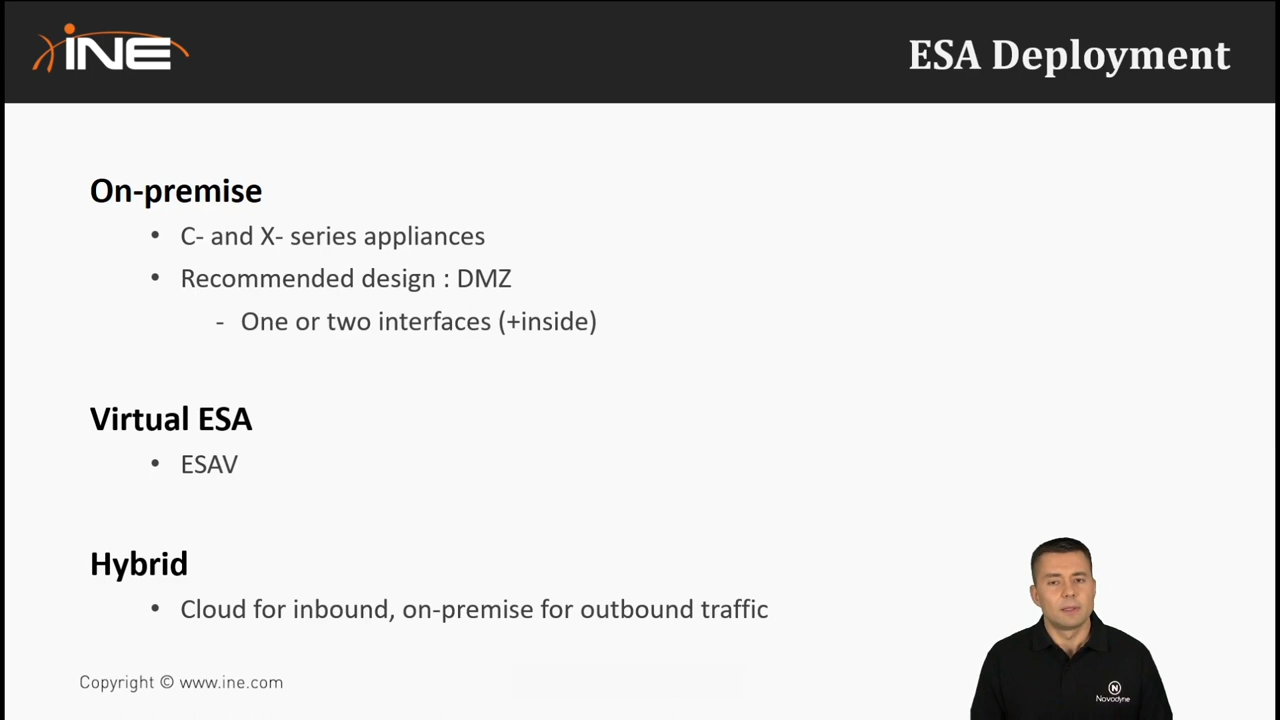 INE
ESA Deployment
On-premise
• C- and X- series appliances
• Recommended design : DMZ
- One or two interfaces (+inside)
Virtual ESA
• ESAV
Hybrid
• Cloud for inbound, on-premise for outbound traffic
Copyright © www.ine.com
N
Novodyne